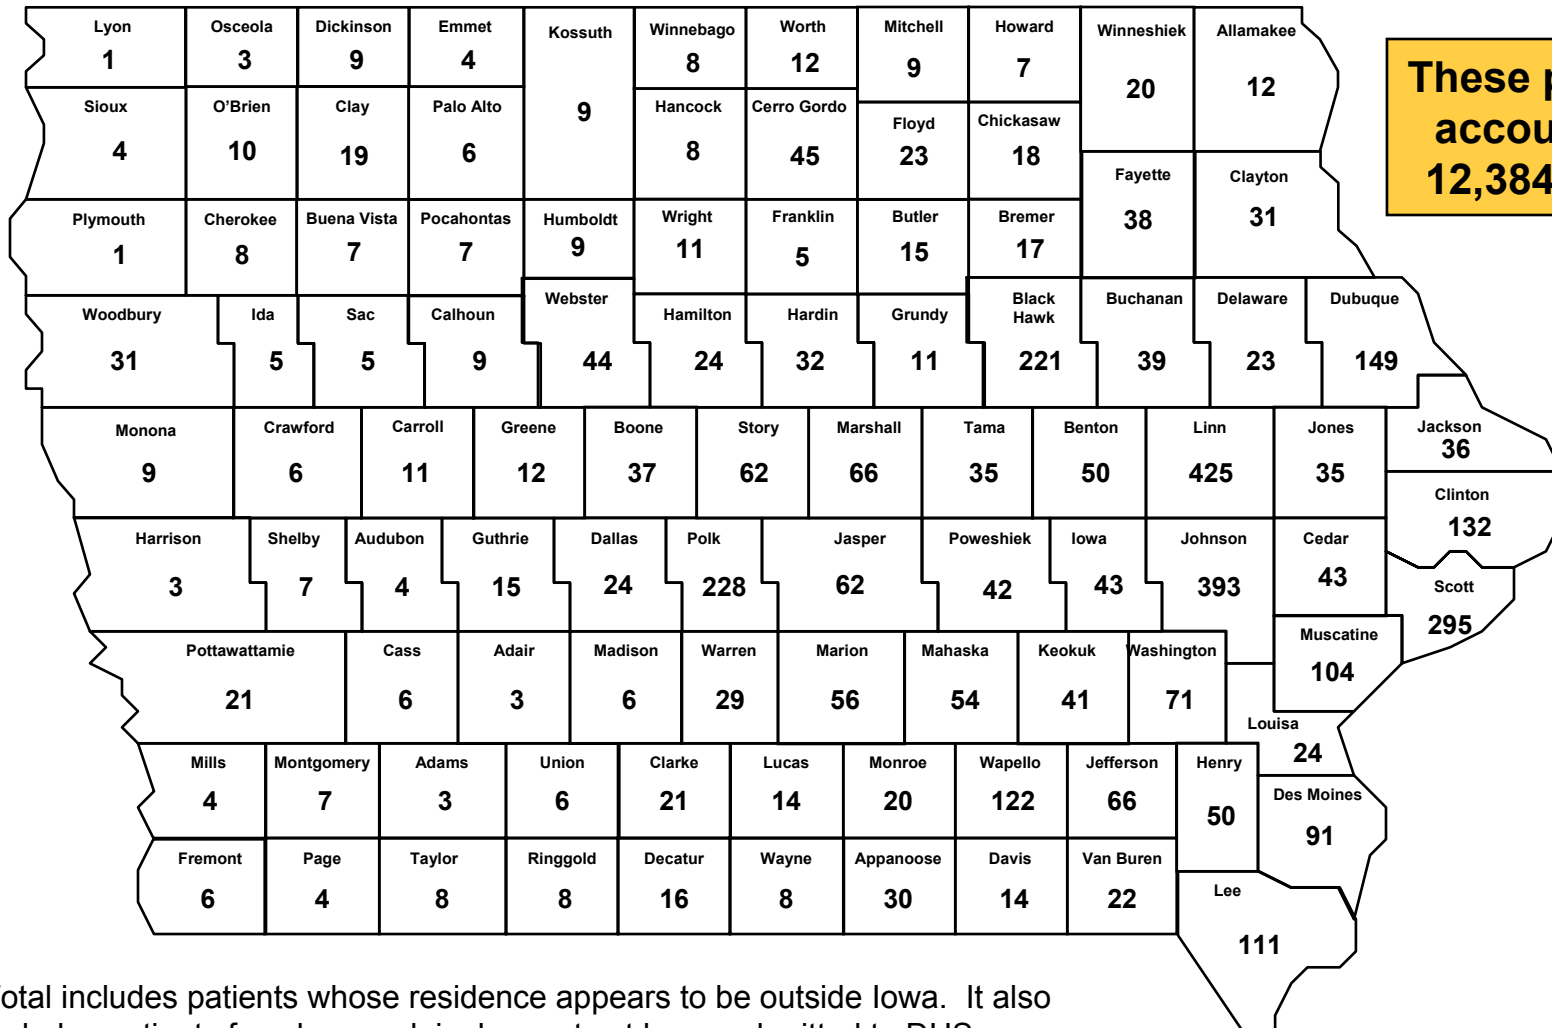 Lyon Osceola Dickinson Emmet Kossuth Winnebago Worth Mitchell Howard Winneshiek Allamakee
1 3 9 4 9 8 12 9 7 20 12
These
accou
12,384
Sioux O'Brien Clay Palo Alto Hancock Cerro Gordo Floyd Chickasaw
4 10 19 6 8 45 23 18
Fayette Clayton
38 31
Plymouth Cherokee Buena Vista Pocahontas Humboldt Wright Franklin Butler Bremer
1 8 7 7 9 11 5 15 17
Woodbury Ida Sac Calhoun Webster Hamilton Hardin Grundy Black Hawk Buchanan Delaware Dubuque
31 5 5 9 44 24 32 11 221 39 23 149
Monona Crawford Carroll Greene Boone Story Marshall Tama Benton Linn Jones Jackson
9 6 11 12 37 62 66 35 50 425 35 36
Clinton
132
Harrison Shelby Audubon Guthrie Dallas Polk Jasper Poweshiek Iowa Johnson Cedar Scott
3 7 4 15 24 228 62 42 43 393 43 295
Pottawattamie Cass Adair Madison Warren Marion Mahaska Keokuk Washington Muscatine
21 6 3 6 29 56 54 41 71 104
Louisa
24
Mills Montgomery Adams Union Clarke Lucas Monroe Wapello Jefferson Henry Des Moines
4 7 3 6 21 14 20 122 66 50 91
Fremont Page Taylor Ringgold Decatur Wayne Appanoose Davis Van Buren Lee
6 4 8 8 16 8 30 14 22 111
otal includes patients whose residence appears to be outside Iowa. It also